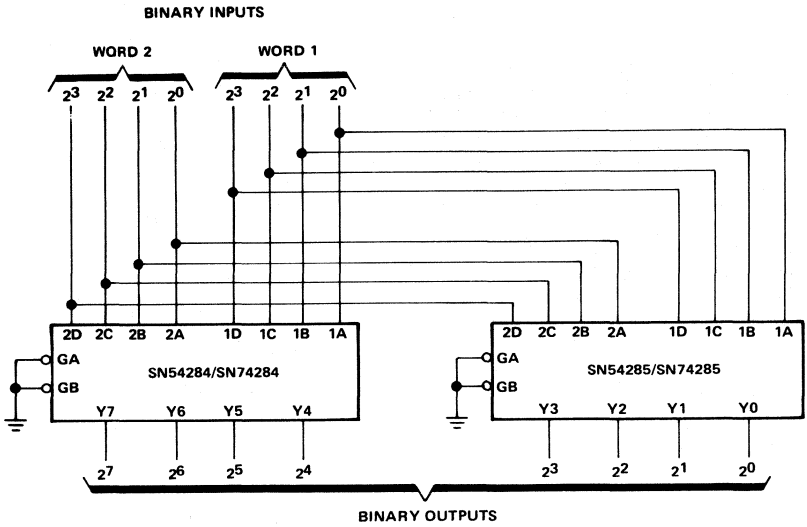 BINARY INPUTS
WORD 2 WORD 1
2³ 2² 2¹ 2⁰ 2³ 2² 2¹ 2⁰
2D 2C 2B 2A 1D 1C 1B 1A 2D 2C 2B 2A 1D 1C 1B 1A
GA GA
SN54284/SN74284 SN54285/SN74285
GB GB
Y7 Y6 Y5 Y4 Y3 Y2 Y1 Y0
2⁷ 2⁶ 2⁵ 2⁴ 2³ 2² 2¹ 2⁰
BINARY OUTPUTS